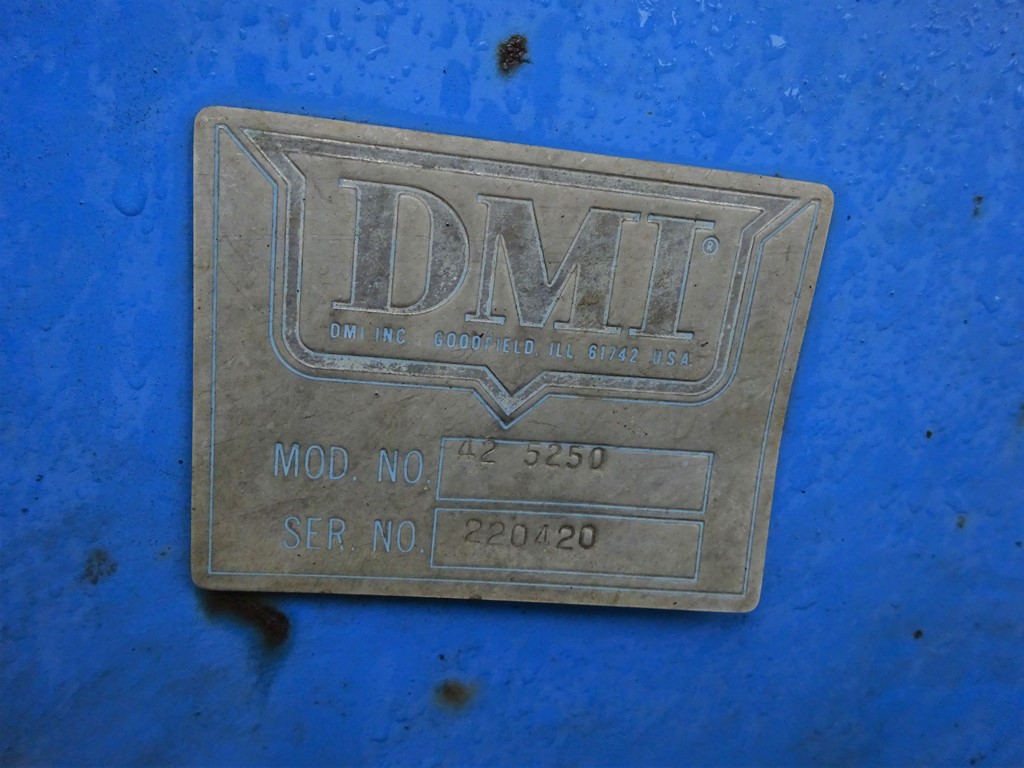 DMI®
DMI INC., GOODFIELD, ILL. 61742 USA
MOD. NO. 42 5250
SER. NO. 220420